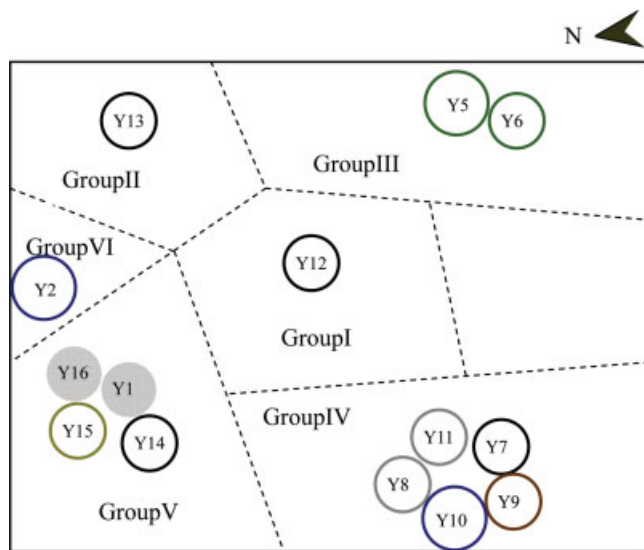 N
Y5
Y6
Y13
GroupIII
GroupII
GroupVI
Y12
Y2
GroupI
Y16
Y1
GroupIV
Y15
Y14
Y11
Y7
Y8
Y9
GroupV
Y10